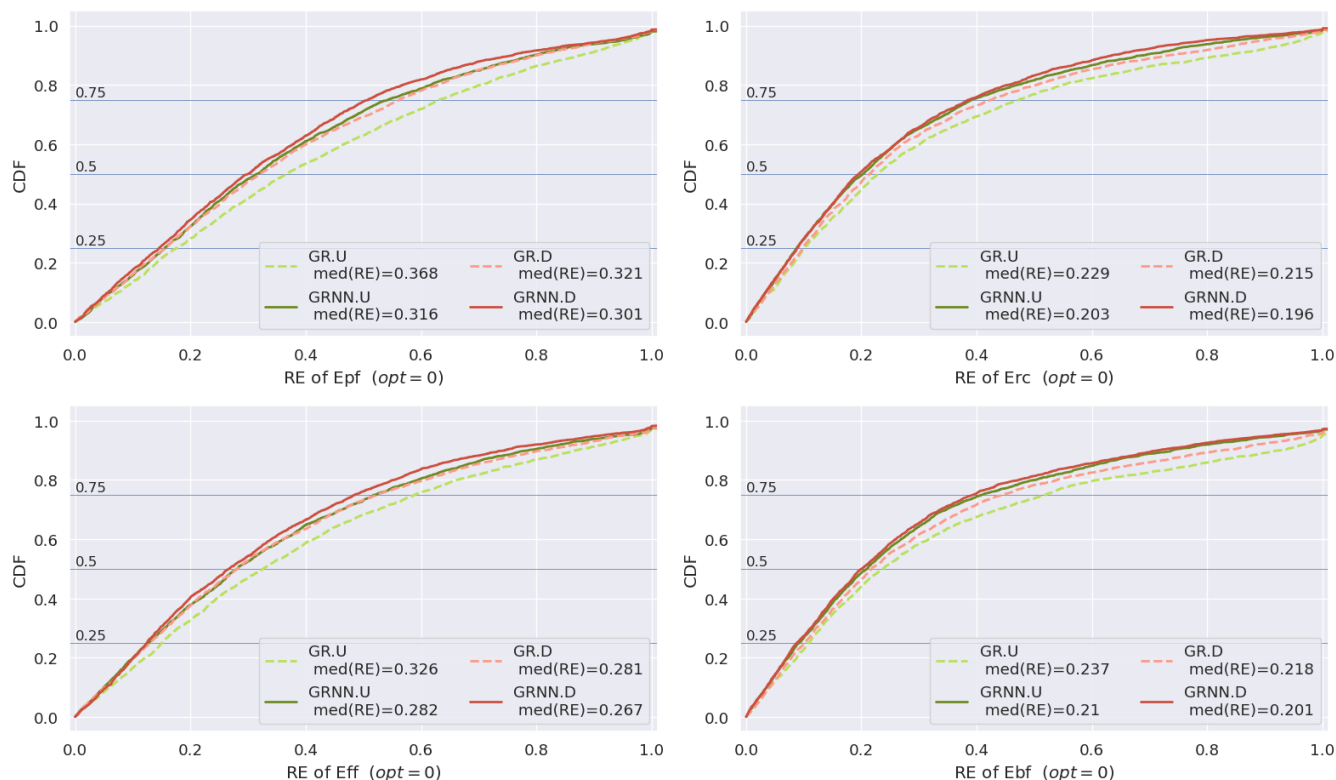 1.0
0.8
0.6
0.4
0.2
0.0
CDF
0.75
0.5
0.25
GR.U
med(RE)=0.368
GRNN.U
med(RE)=0.316
GR.D
med(RE)=0.321
GRNN.D
med(RE)=0.301
0.0 0.2 0.4 0.6 0.8 1.0
RE of Epf (opt = 0)
1.0
0.8
0.6
0.4
0.2
0.0
CDF
0.75
0.5
0.25
GR.U
med(RE)=0.229
GRNN.U
med(RE)=0.203
GR.D
med(RE)=0.215
GRNN.D
med(RE)=0.196
0.0 0.2 0.4 0.6 0.8 1.0
RE of Erc (opt = 0)
1.0
0.8
0.6
0.4
0.2
0.0
CDF
0.75
0.5
0.25
GR.U
med(RE)=0.326
GRNN.U
med(RE)=0.282
GR.D
med(RE)=0.281
GRNN.D
med(RE)=0.267
0.0 0.2 0.4 0.6 0.8 1.0
RE of Eff (opt = 0)
1.0
0.8
0.6
0.4
0.2
0.0
CDF
0.75
0.5
0.25
GR.U
med(RE)=0.237
GRNN.U
med(RE)=0.21
GR.D
med(RE)=0.218
GRNN.D
med(RE)=0.201
0.0 0.2 0.4 0.6 0.8 1.0
RE of Ebf (opt = 0)